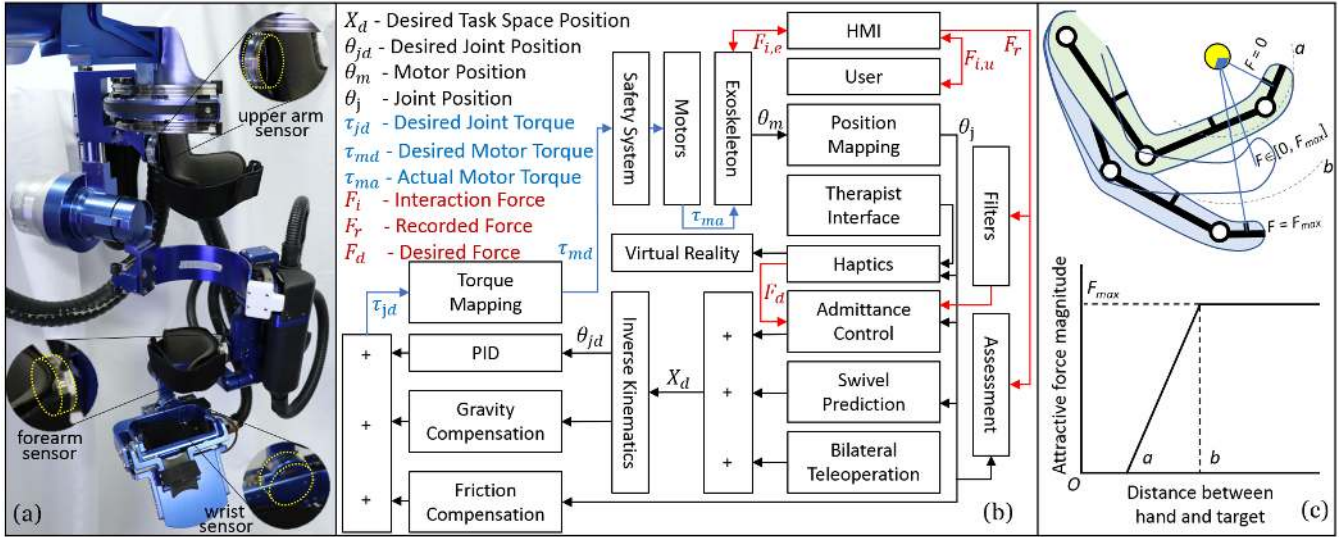 upper arm
sensor
forearm
sensor
wrist
sensor
(a)
X_d - Desired Task Space Position
θ_jd - Desired Joint Position
θ_m - Motor Position
θ_j - Joint Position
τ_jd - Desired Joint Torque
τ_md - Desired Motor Torque
τ_ma - Actual Motor Torque
F_i - Interaction Force
F_r - Recorded Force
F_d - Desired Force
Safety System
Motors
Exoskeleton
τ_ma
τ_md
F_i,e
HMI
F_r
F_i,u
User
θ_m
Position
Mapping
θ_j
Filters
Therapist
Interface
Virtual Reality
Haptics
F_d
Torque
Mapping
τ_jd
Admittance
Control
Assessment
+
PID
θ_jd
Inverse Kinematics
X_d
+
Swivel
Prediction
+
Gravity
Compensation
+
Bilateral
Teleoperation
+
Friction
Compensation
+
(b)
F = 0
a
F∈[0, F_max]
b
F = F_max
Attractive force magnitude
F_max
a
b
O
Distance between
hand and target
(c)